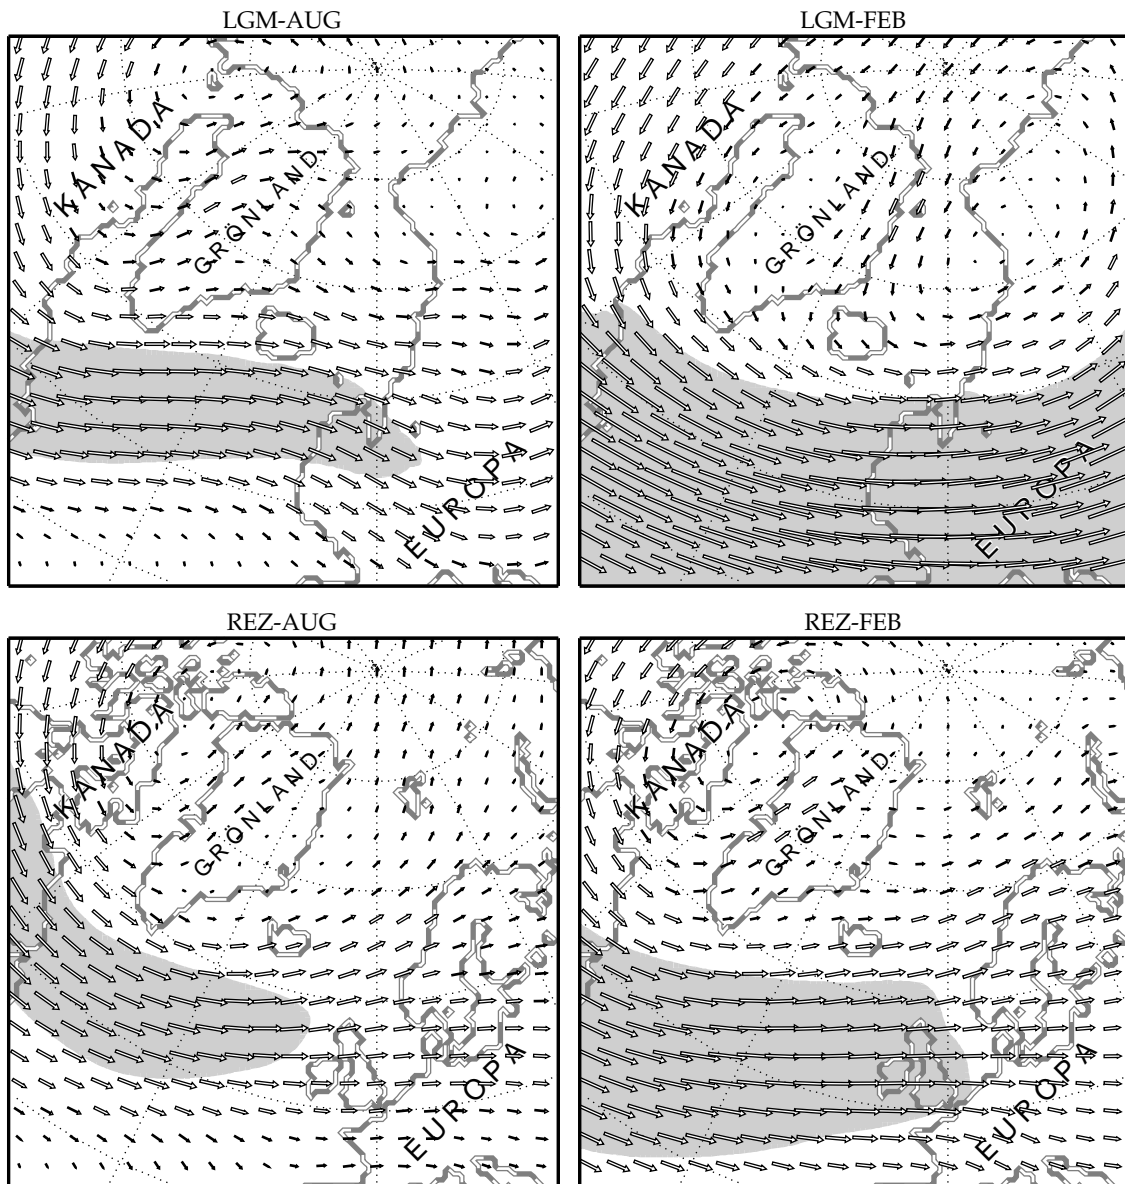 LGM-AUG
LGM-FEB
KANADA
GRÖNLAND
EUROPA
KANADA
GRÖNLAND
EUROPA
REZ-AUG
REZ-FEB
KANADA
GRÖNLAND
EUROPA
KANADA
GRÖNLAND
EUROPA